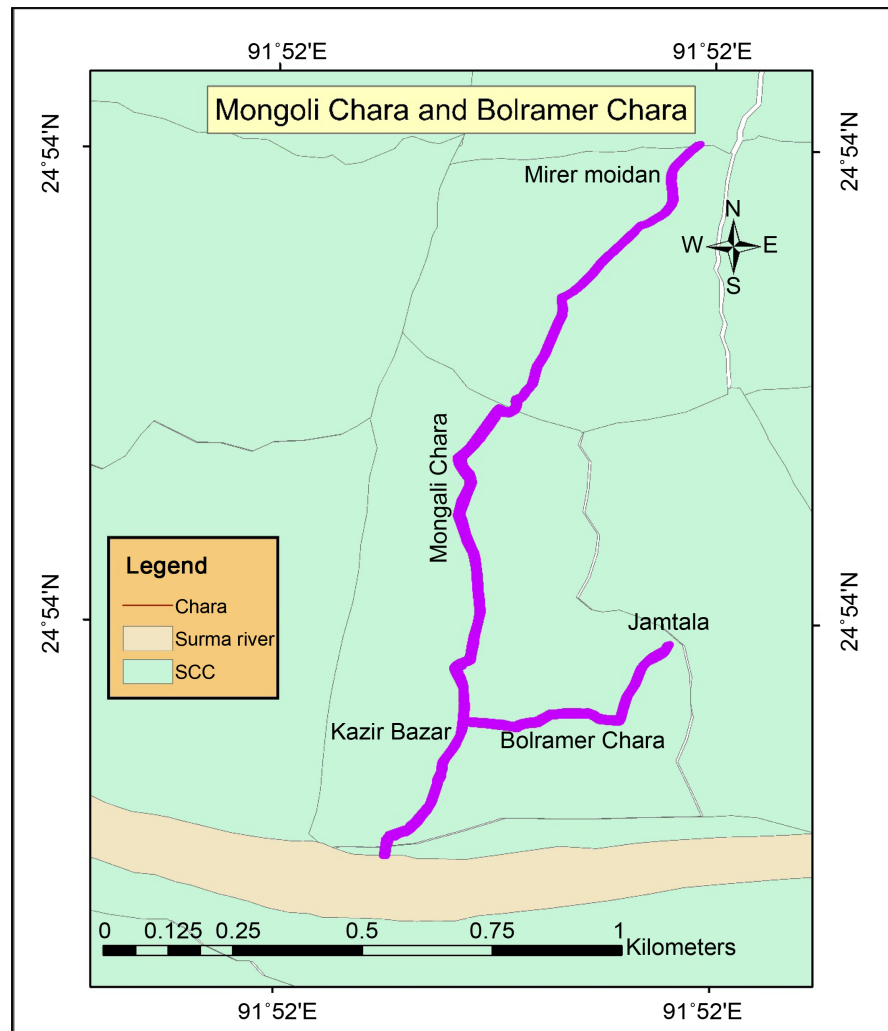 91°52'E 91°52'E
Mongoli Chara and Bolramer Chara
24°54'N 24°54'N
Mirer moidan
N
W E
S
Mongali Chara
Legend
Chara
Surma river
SCC
24°54'N 24°54'N
Jamtala
Kazir Bazar
Bolramer Chara
0 0.125 0.25 0.5 0.75 1
Kilometers
91°52'E 91°52'E